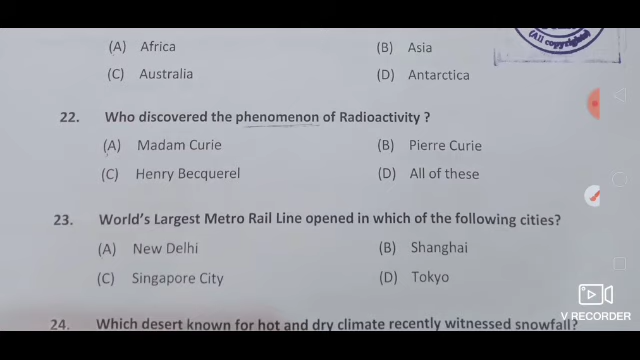 (A) Africa (B) Asia
(All copyrights)
(C) Australia (D) Antarctica
22. Who discovered the phenomenon of Radioactivity ?
(A) Madam Curie (B) Pierre Curie
(C) Henry Becquerel (D) All of these
23. World's Largest Metro Rail Line opened in which of the following cities?
(A) New Delhi (B) Shanghai
(C) Singapore City (D) Tokyo
V RECORDER
24. Which desert known for hot and dry climate recently witnessed snowfall?